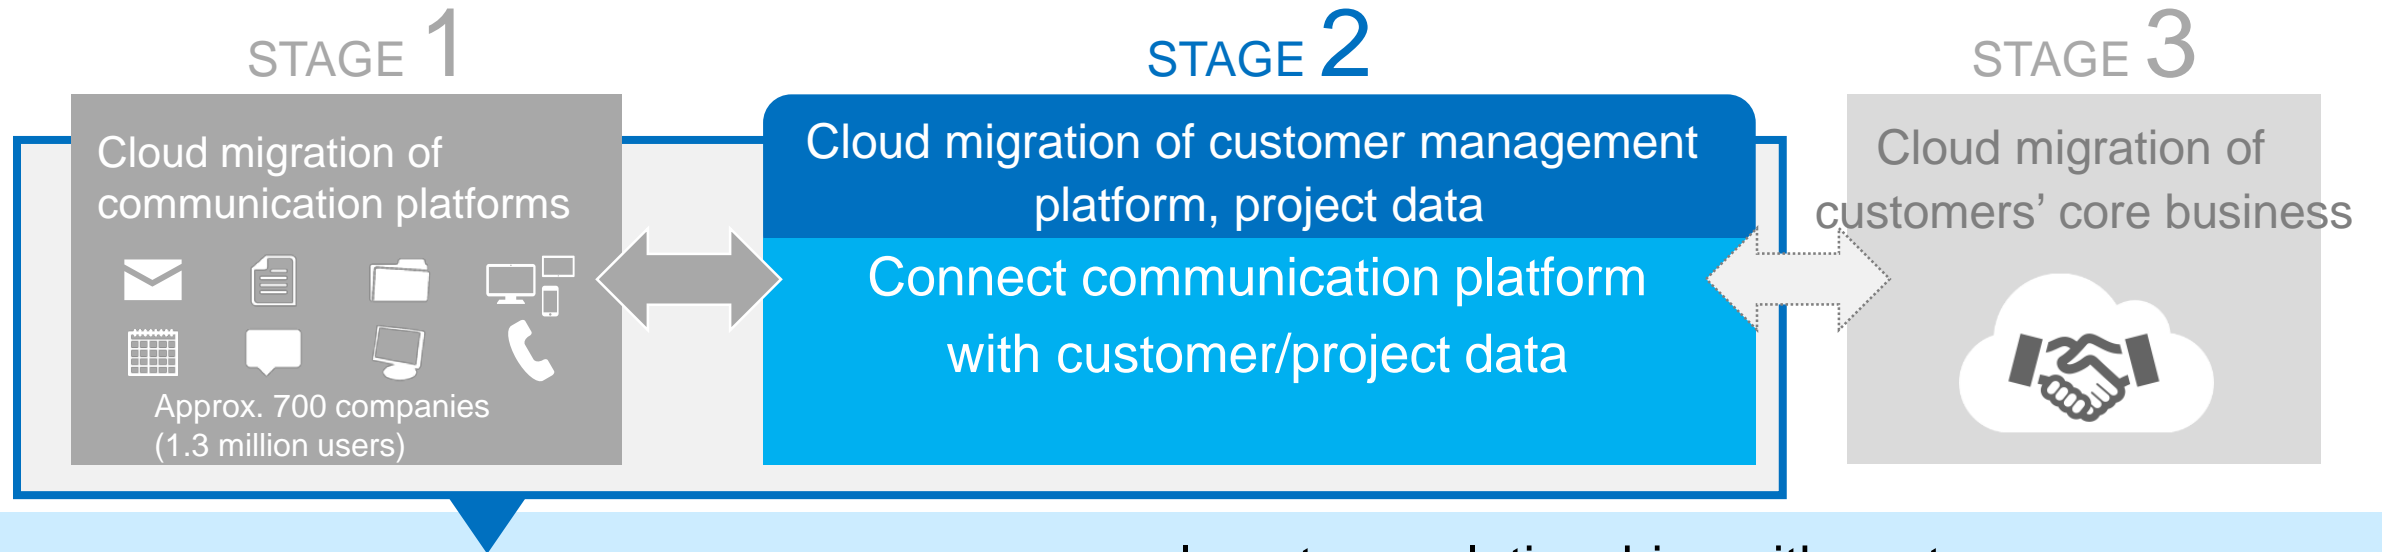 STAGE 1
Cloud migration of
communication platforms
Approx. 700 companies
(1.3 million users)
STAGE 2
Cloud migration of customer management
platform, project data
Connect communication platform
with customer/project data
STAGE 3
Cloud migration of
customers’ core business